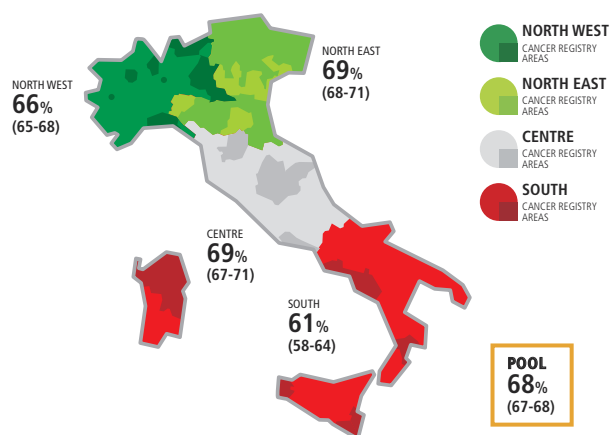 NORTH WEST
66%
(65-68)
NORTH EAST
69%
(68-71)
CENTRE
69%
(67-71)
SOUTH
61%
(58-64)
NORTH WEST
CANCER REGISTRY
AREAS
NORTH EAST
CANCER REGISTRY
AREAS
CENTRE
CANCER REGISTRY
AREAS
SOUTH
CANCER REGISTRY
AREAS
POOL
68%
(67-68)